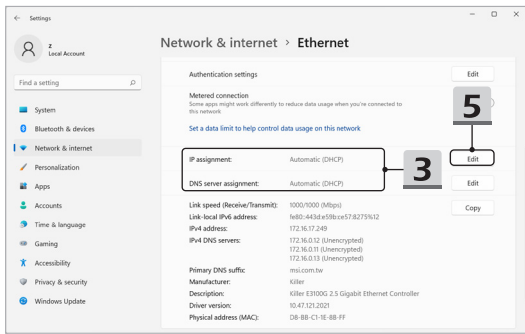 Settings
z
Local Account
Find a setting
System
Bluetooth & devices
Network & internet
Personalization
Apps
Accounts
Time & language
Gaming
Accessibility
Privacy & security
Windows Update
Network & internet > Ethernet
Authentication settings
Edit
Metered connection
Some apps might work differently to reduce data usage when you're connected to
this network
Set a data limit to help control data usage on this network
5
IP assignment: Automatic (DHCP)
3
Edit
DNS server assignment: Automatic (DHCP)
Edit
Link speed (Receive/Transmit): 1000/1000 (Mbps)
Copy
Link-local IPv6 address: fe80::443d:e59b:ce57:8275%12
IPv4 address: 172.16.17.249
IPv4 DNS servers: 172.16.0.12 (Unencrypted)
172.16.0.11 (Unencrypted)
172.16.0.13 (Unencrypted)
Primary DNS suffix: msi.com.tw
Manufacturer: Killer
Description: Killer E3100G 2.5 Gigabit Ethernet Controller
Driver version: 10.47.121.2021
Physical address (MAC): D8-BB-C1-1E-8B-FF